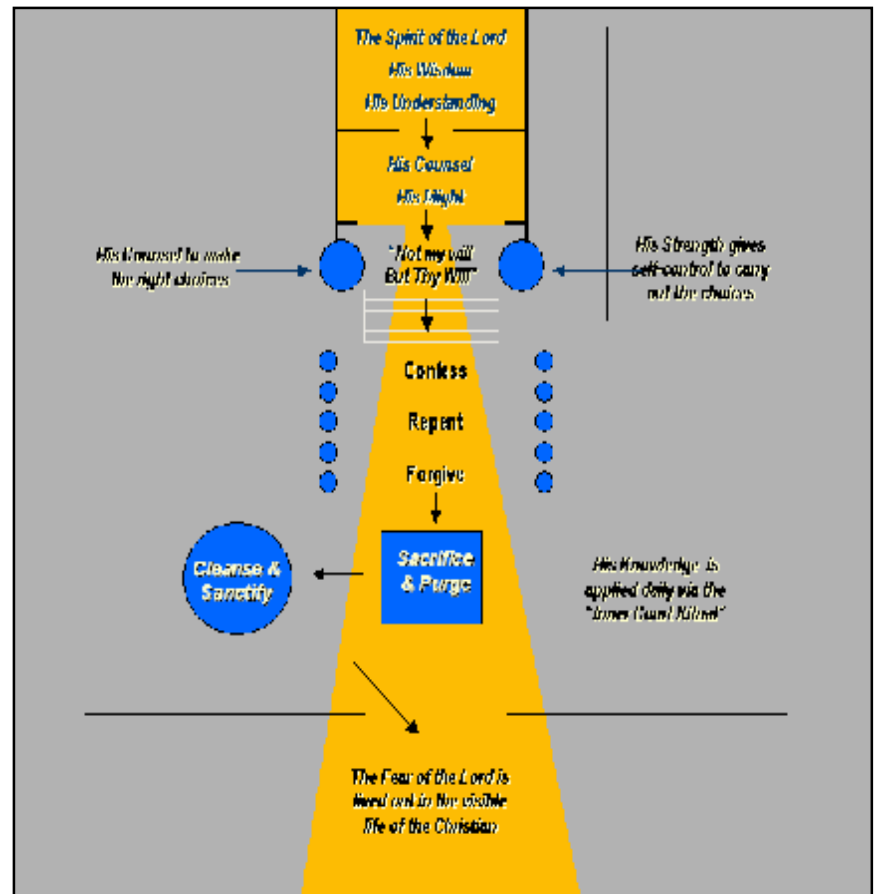 The Spirit of the Lord
His Wisdom
His Understanding
His Counsel
His Might
His Counsel to make
the right choices
"Not my will
But Thy Will"
His Strength gives
self-control to carry
out the choices
Confess
Repent
Forgive
Cleanse &
Sanctify
Sacrifice
& Purge
His Knowledge is
applied daily via the
"Inner Court Ritual"
The Fear of the Lord is
lived out in the visible
life of the Christian